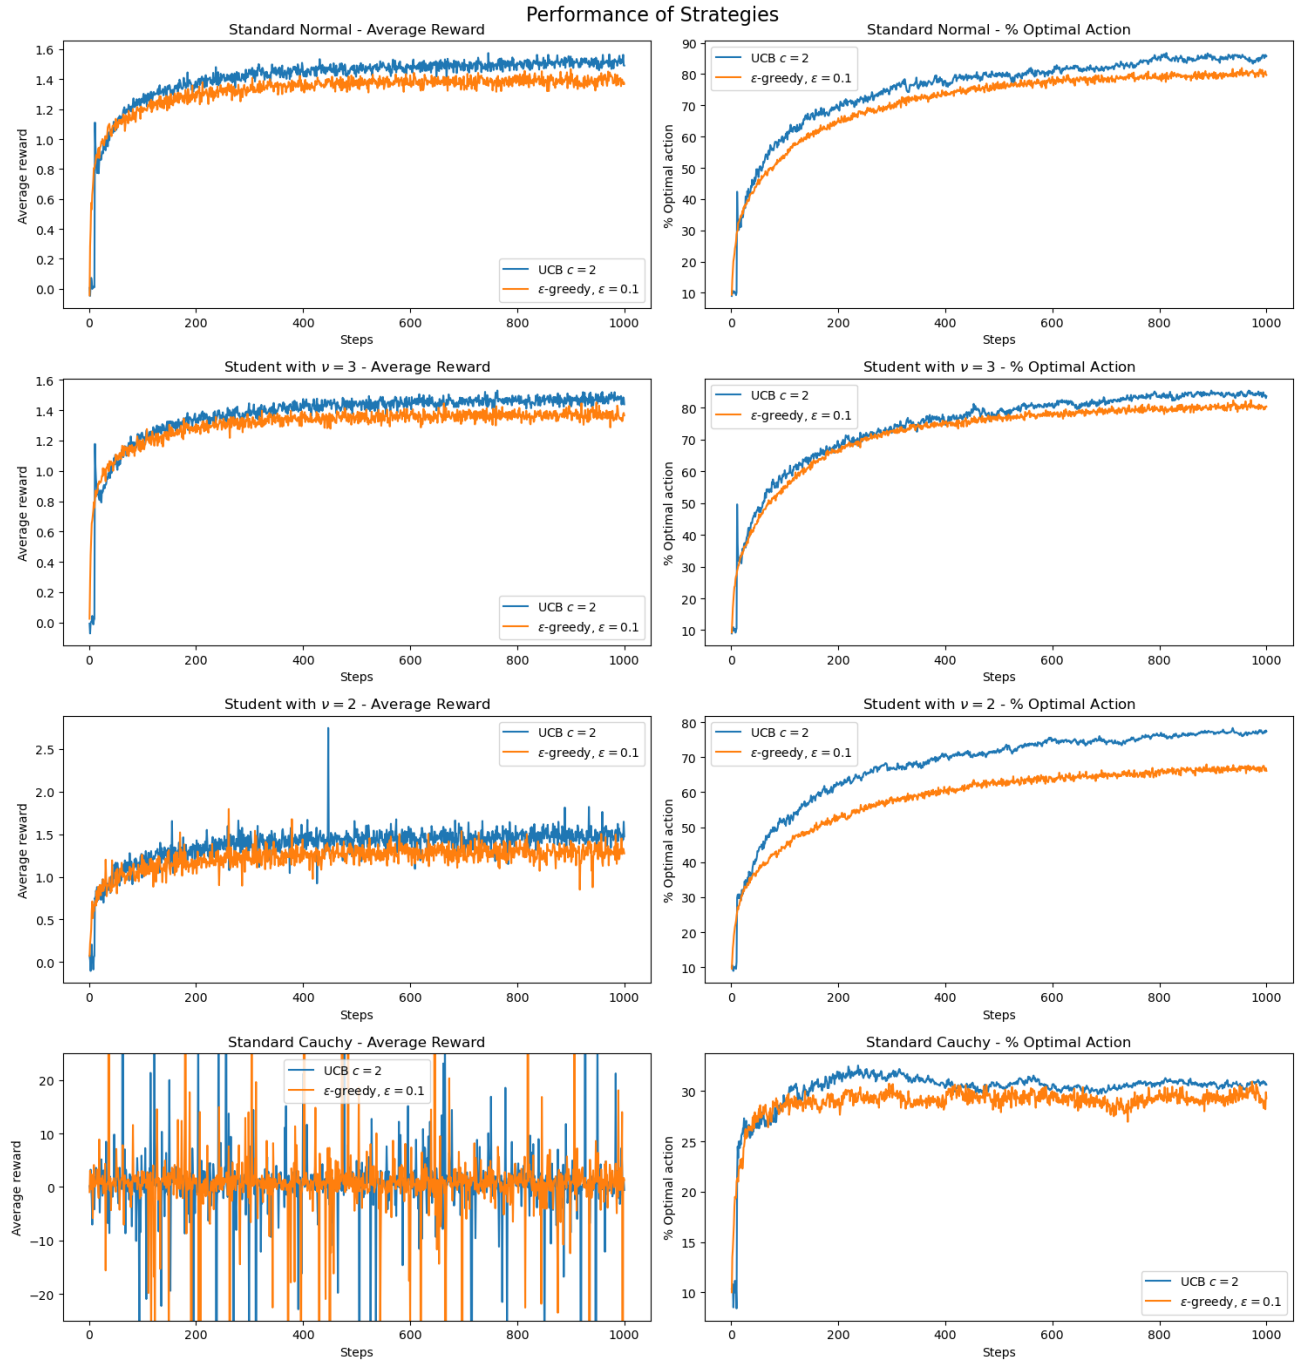 Performance of Strategies
Standard Normal - Average Reward
Average reward
1.6
1.4
1.2
1.0
0.8
0.6
0.4
0.2
0.0
UCB c = 2
ε-greedy, ε = 0.1
0 200 400 600 800 1000
Steps
Standard Normal - % Optimal Action
% Optimal action
90
80
70
60
50
40
30
20
10
UCB c = 2
ε-greedy, ε = 0.1
0 200 400 600 800 1000
Steps
Student with ν = 3 - Average Reward
Average reward
1.6
1.4
1.2
1.0
0.8
0.6
0.4
0.2
0.0
UCB c = 2
ε-greedy, ε = 0.1
0 200 400 600 800 1000
Steps
Student with ν = 3 - % Optimal Action
% Optimal action
80
70
60
50
40
30
20
10
UCB c = 2
ε-greedy, ε = 0.1
0 200 400 600 800 1000
Steps
Student with ν = 2 - Average Reward
Average reward
2.5
2.0
1.5
1.0
0.5
0.0
UCB c = 2
ε-greedy, ε = 0.1
0 200 400 600 800 1000
Steps
Student with ν = 2 - % Optimal Action
% Optimal action
80
70
60
50
40
30
20
10
UCB c = 2
ε-greedy, ε = 0.1
0 200 400 600 800 1000
Steps
Standard Cauchy - Average Reward
Average reward
20
10
0
−10
−20
UCB c = 2
ε-greedy, ε = 0.1
0 200 400 600 800 1000
Steps
Standard Cauchy - % Optimal Action
% Optimal action
30
25
20
15
10
UCB c = 2
ε-greedy, ε = 0.1
0 200 400 600 800 1000
Steps